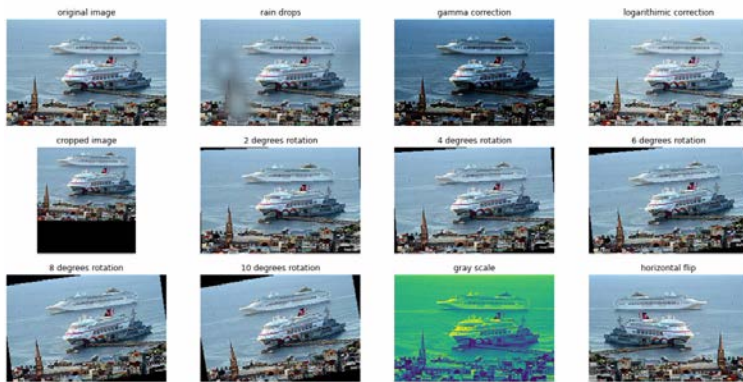 original image
rain drops
gamma correction
logarithimic correction
cropped image
2 degrees rotation
4 degrees rotation
6 degrees rotation
8 degrees rotation
10 degrees rotation
gray scale
horizontal flip